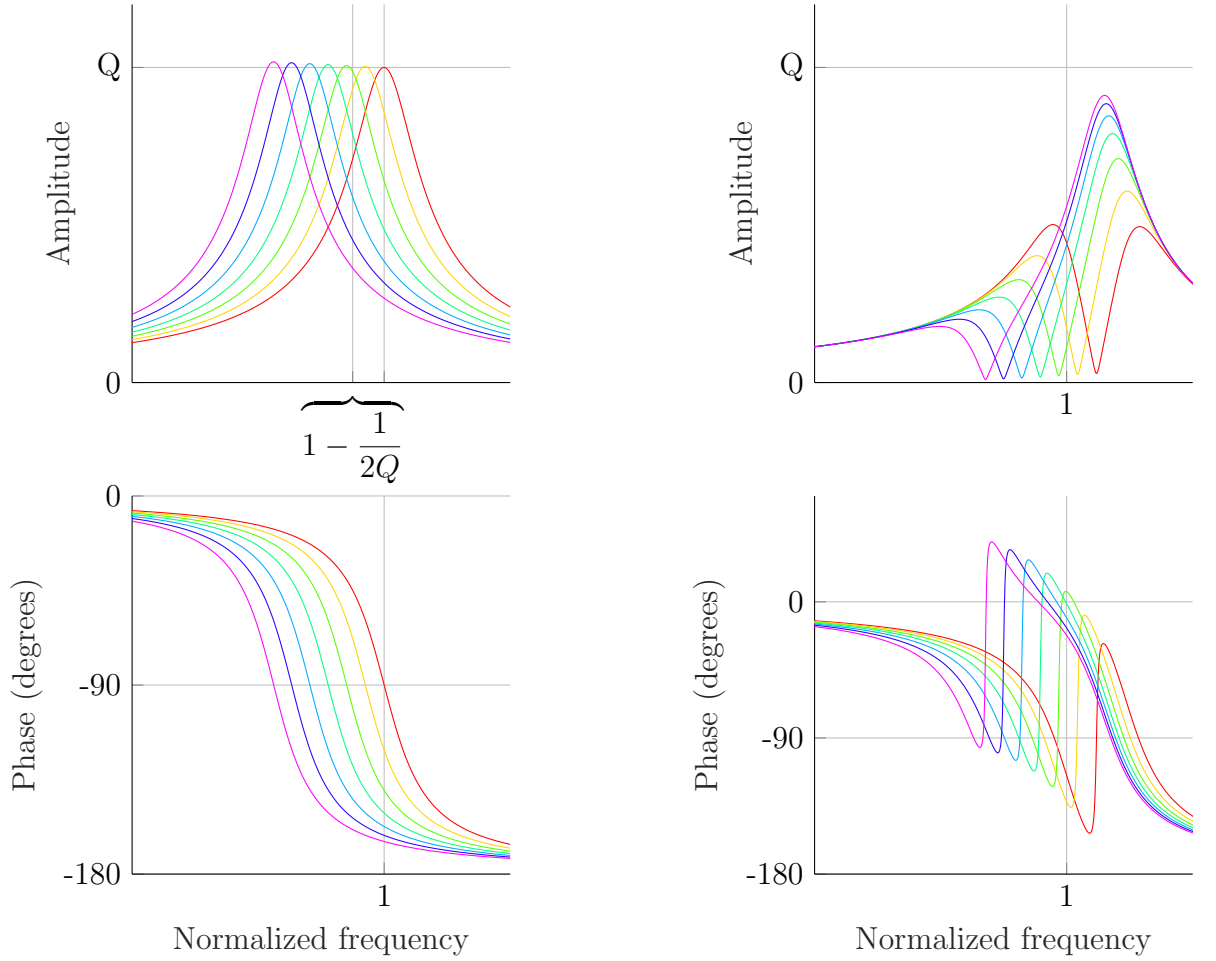 Q
Amplitude
0
1 − 1/2Q
0
Phase (degrees)
-90
-180
1
Normalized frequency
Q
Amplitude
0
1
0
Phase (degrees)
-90
-180
1
Normalized frequency